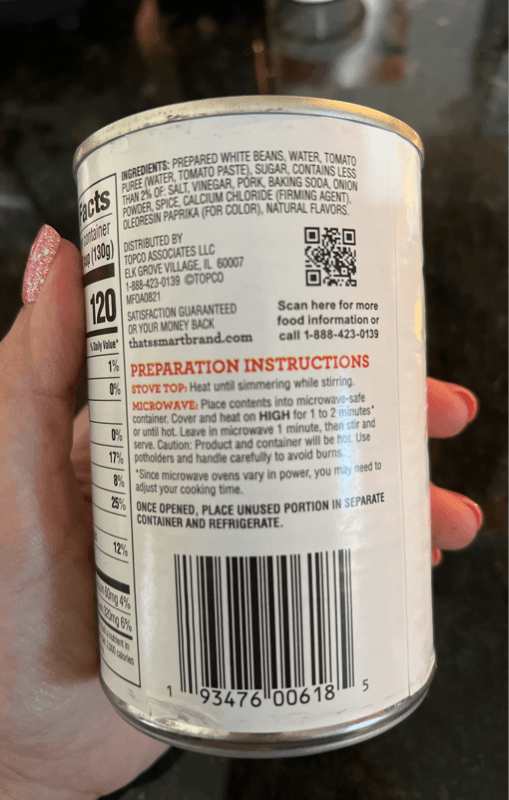 Facts
container
(130g)
120
% Daily Value*
1%
0%
0%
17%
8%
25%
12%
60mg 4%
320mg 6%
a nutrient in
calories
INGREDIENTS: PREPARED WHITE BEANS, WATER, TOMATO
PUREE (WATER, TOMATO PASTE), SUGAR, CONTAINS LESS
THAN 2% OF: SALT, VINEGAR, PORK, BAKING SODA, ONION
POWDER, SPICE, CALCIUM CHLORIDE (FIRMING AGENT),
OLEORESIN PAPRIKA (FOR COLOR), NATURAL FLAVORS.
DISTRIBUTED BY
TOPCO ASSOCIATES LLC
ELK GROVE VILLAGE, IL 60007
1-888-423-0139 ©TOPCO
MFOA0821
SATISFACTION GUARANTEED
OR YOUR MONEY BACK
thatssmartbrand.com
Scan here for more
food information or
call 1-888-423-0139
PREPARATION INSTRUCTIONS
STOVE TOP: Heat until simmering while stirring.
MICROWAVE: Place contents into microwave-safe
container. Cover and heat on HIGH for 1 to 2 minutes*
or until hot. Leave in microwave 1 minute, then stir and
serve. Caution: Product and container will be hot. Use
potholders and handle carefully to avoid burns.
*Since microwave ovens vary in power, you may need to
adjust your cooking time.
ONCE OPENED, PLACE UNUSED PORTION IN SEPARATE
CONTAINER AND REFRIGERATE.
1 93476 00618 5